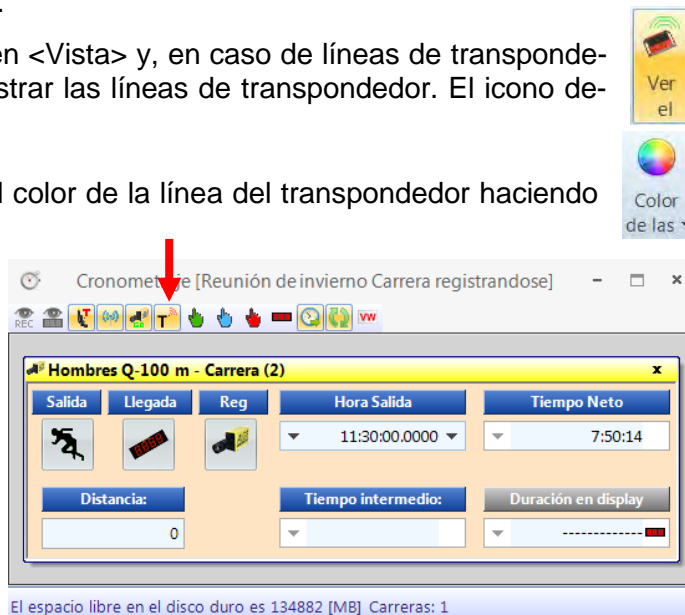 .
en <Vista> y, en caso de líneas de transponde-
strar las líneas de transpondedor. El icono de-
Ver
el
l color de la línea del transpondedor haciendo
Color
de las
Cronometraje [Reunión de invierno Carrera registrandose]
REC T VW
Hombres Q-100 m - Carrera (2) x
Salida Llegada Reg Hora Salida Tiempo Neto
11:30:00.0000 7:50:14
Distancia: Tiempo intermedio: Duración en display
0 -------------
El espacio libre en el disco duro es 134882 [MB] Carreras: 1